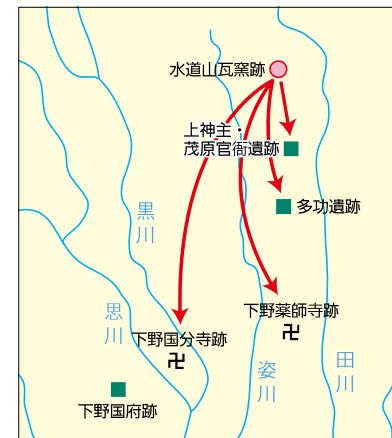 水道山瓦窯跡
上神主・
茂原官衙遺跡
多功遺跡
黒川
思川
下野薬師寺跡
卍
下野国分寺跡
卍
姿川
田川
下野国府跡